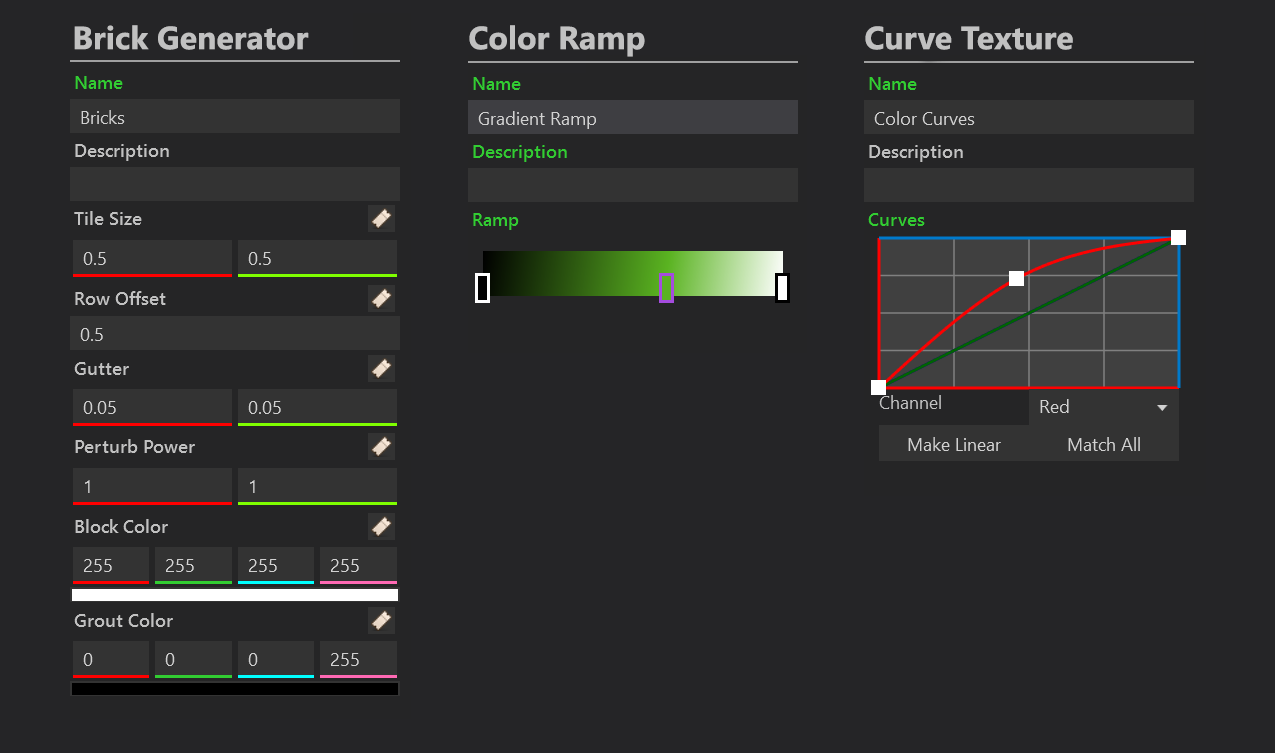 Brick Generator
Name
Bricks
Description
Tile Size
0.5 0.5
Row Offset
0.5
Gutter
0.05 0.05
Perturb Power
1 1
Block Color
255 255 255 255
Grout Color
0 0 0 255
Color Ramp
Name
Gradient Ramp
Description
Ramp
Curve Texture
Name
Color Curves
Description
Curves
Channel Red
Make Linear Match All